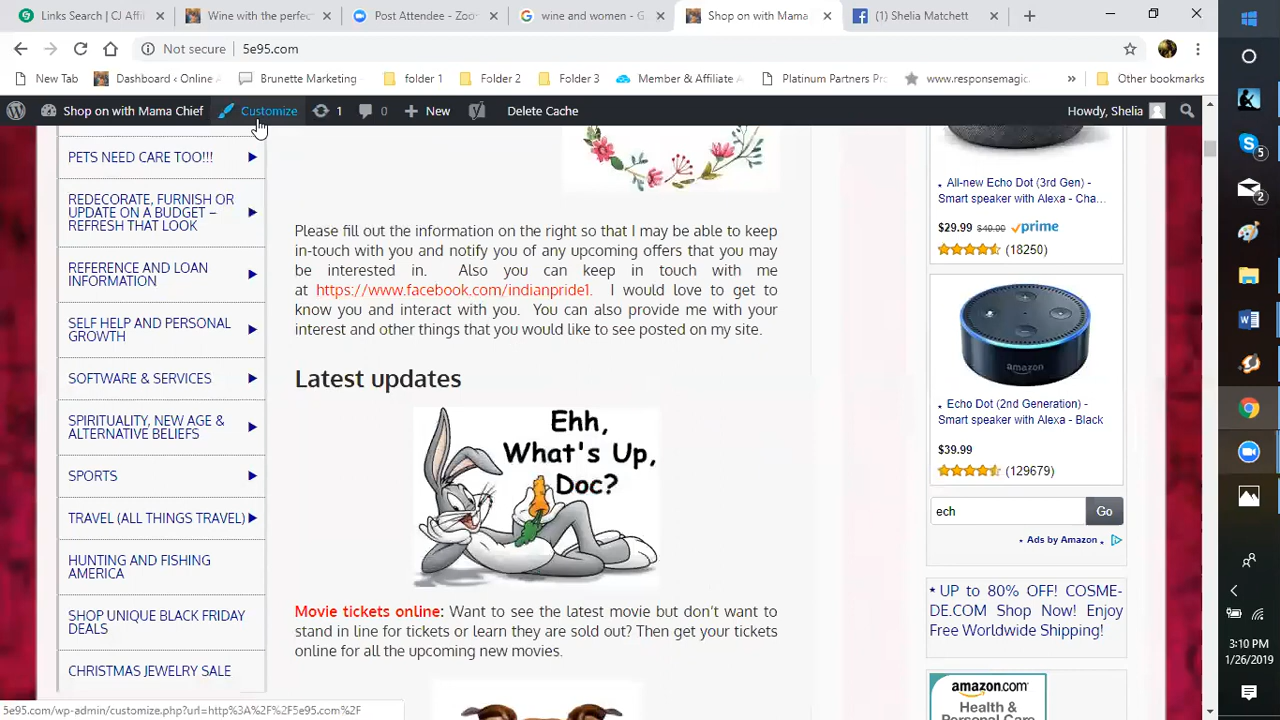 Links Search | CJ Affil
Wine with the perfec
Post Attendee - Zoo
wine and women - G
Shop on with Mama
(1) Shelia Matchett
Not secure
5e95.com
New Tab
Dashboard ‹ Online
Brunette Marketing
folder 1
Folder 2
Folder 3
Member & Affiliate A
Platinum Partners Pr
www.responsemagic
»
Other bookmarks
Shop on with Mama Chief
Customize
1
0
New
Delete Cache
Howdy, Shelia
PETS NEED CARE TOO!!!
REDECORATE, FURNISH OR
UPDATE ON A BUDGET –
REFRESH THAT LOOK
REFERENCE AND LOAN
INFORMATION
SELF HELP AND PERSONAL
GROWTH
SOFTWARE & SERVICES
SPIRITUALITY, NEW AGE &
ALTERNATIVE BELIEFS
SPORTS
TRAVEL (ALL THINGS TRAVEL)
HUNTING AND FISHING
AMERICA
SHOP UNIQUE BLACK FRIDAY
DEALS
CHRISTMAS JEWELRY SALE
5e95.com/wp-admin/customize.php?url=http%3A%2F%2F5e95.com%2F
Please fill out the information on the right so that I may be able to keep
in-touch with you and notify you of any upcoming offers that you may
be interested in. Also you can keep in touch with me
at https://www.facebook.com/indianpride1. I would love to get to
know you and interact with you. You can also provide me with your
interest and other things that you would like to see posted on my site.
Latest updates
Ehh,
What's Up,
Doc?
Movie tickets online: Want to see the latest movie but don't want to
stand in line for tickets or learn they are sold out? Then get your tickets
online for all the upcoming new movies.
All-new Echo Dot (3rd Gen) -
Smart speaker with Alexa - Cha...
$29.99 $49.99 prime
(18250)
amazon
Echo Dot (2nd Generation) -
Smart speaker with Alexa - Black
$39.99
(129679)
ech
Go
Ads by Amazon
* UP to 80% OFF! COSME-
DE.COM Shop Now! Enjoy
Free Worldwide Shipping!
amazon.com
Health &
Personal Care
5
2
3:10 PM
1/26/2019